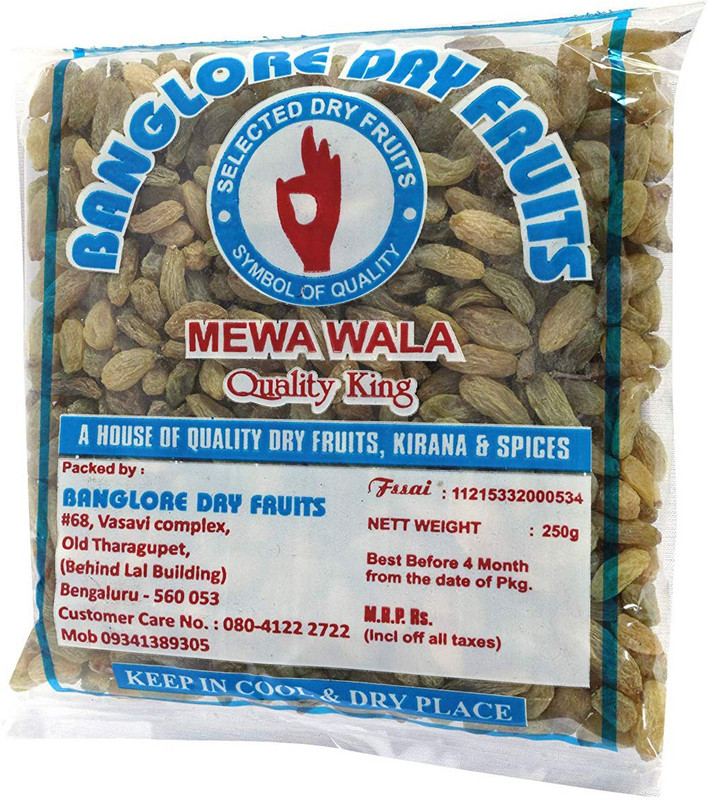 BANGLORE DRY FRUITS
SELECTED DRY FRUITS
SYMBOL OF QUALITY
MEWA WALA
Quality King
A HOUSE OF QUALITY DRY FRUITS, KIRANA & SPICES
Packed by :
BANGLORE DRY FRUITS
#68, Vasavi complex,
Old Tharagupet,
(Behind Lal Building)
Bengaluru - 560 053
Customer Care No. : 080-4122 2722
Mob 09341389305
Fssai : 11215332000534
NETT WEIGHT : 250g
Best Before 4 Month
from the date of Pkg.
M.R.P. Rs.
(Incl off all taxes)
KEEP IN COOL & DRY PLACE